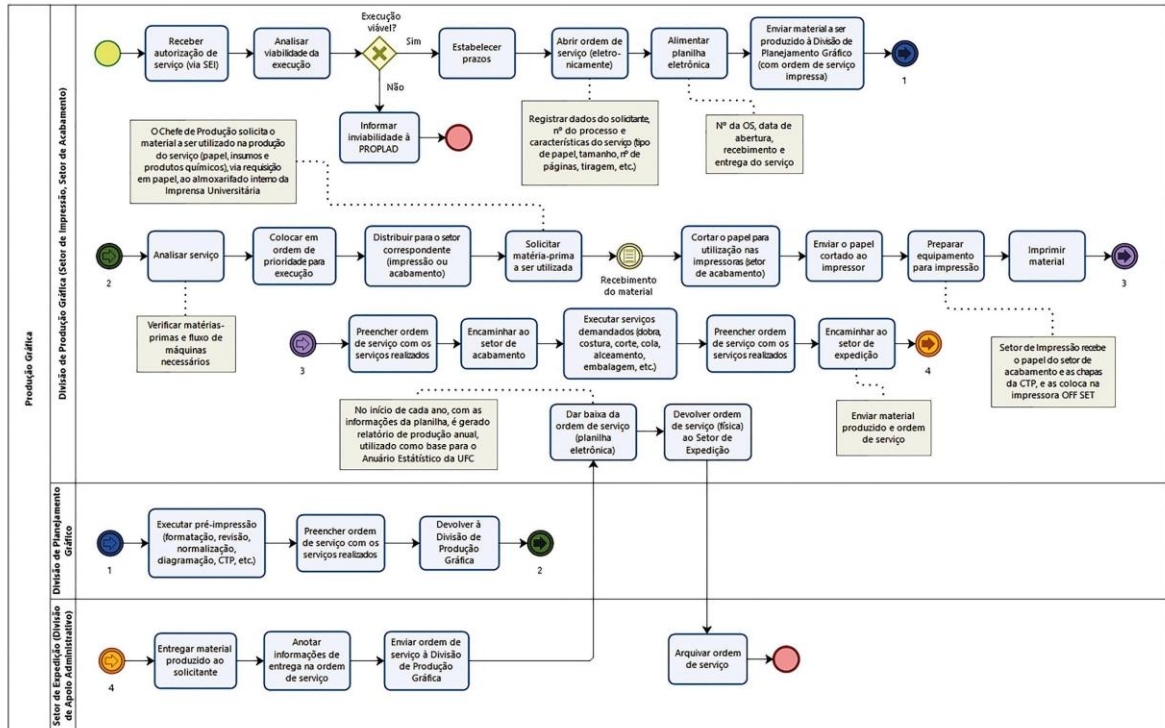 Produção Gráfica
Divisão de Produção Gráfica (Setor de Impressão, Setor de Acabamento)
Receber
autorização de
serviço (via SEI)
Analisar
viabilidade da
execução
Execução
viável?
Sim
Não
Estabelecer
prazos
Abrir ordem
de serviço (eletro-
nicamente)
Alimentar
planilha
eletrônica
Enviar material a ser
produzido à Divisão de
Planejamento Gráfico
(com ordem de serviço
impressa)
1
Informar
inviabilidade à
PROPLAD
O Chefe de Produção solicita o
material a ser utilizado na produção
do serviço (papel, insumos e
produtos químicos), via requisição
em papel, ao almoxarifado interno da
Imprensa Universitária
Registrar dados do solicitante,
nº do processo e
características do serviço (tipo
de papel, tamanho, nº de
páginas, tiragem, etc.)
Nº da OS, data de
abertura,
recebimento e
entrega do serviço
2
Analisar serviço
Colocar em
ordem de
prioridade para
execução
Distribuir para o setor
correspondente
(impressão ou
acabamento)
Solicitar
matéria-prima
a ser utilizada
Recebimento
do material
Cortar o papel para
utilização nas
impressoras (setor
de acabamento)
Enviar o papel
cortado ao
impressor
Preparar
equipamento
para impressão
Imprimir
material
3
Verificar matérias-
primas e fluxo de
máquinas
necessários
3
Preencher ordem
de serviço com os
serviços realizados
Encaminhar ao
setor de
acabamento
Executar serviços
demandados (dobra,
costura, corte, cola,
alceamento,
embalagem, etc.)
Preencher ordem
de serviço com os
serviços realizados
Encaminhar ao
setor de
expedição
4
Setor de Impressão recebe
o papel do setor de
acabamento e as chapas
da CTP, e as coloca na
impressora OFF SET
No início de cada ano, com as
informações da planilha, é gerado
relatório de produção anual,
utilizado como base para o
Anuário Estátístico da UFC
Dar baixa da
ordem de serviço
(planilha
eletrônica)
Devolver ordem
de serviço (física)
ao Setor de
Expedição
Enviar material
produzido e ordem
de serviço
Divisão de Planejamento
Gráfico
1
Executar pré-impressão
(formatação, revisão,
normalização,
diagramação, CTP, etc.)
Preencher ordem
de serviço com os
serviços realizados
Devolver à
Divisão de
Produção
Gráfica
2
Setor de Expedição (Divisão
de Apolo Administrativo)
4
Entregar material
produzido ao
solicitante
Anotar
informações de
entrega na ordem
de serviço
Enviar ordem de
serviço à Divisão
de Produção
Gráfica
Arquivar ordem
de serviço